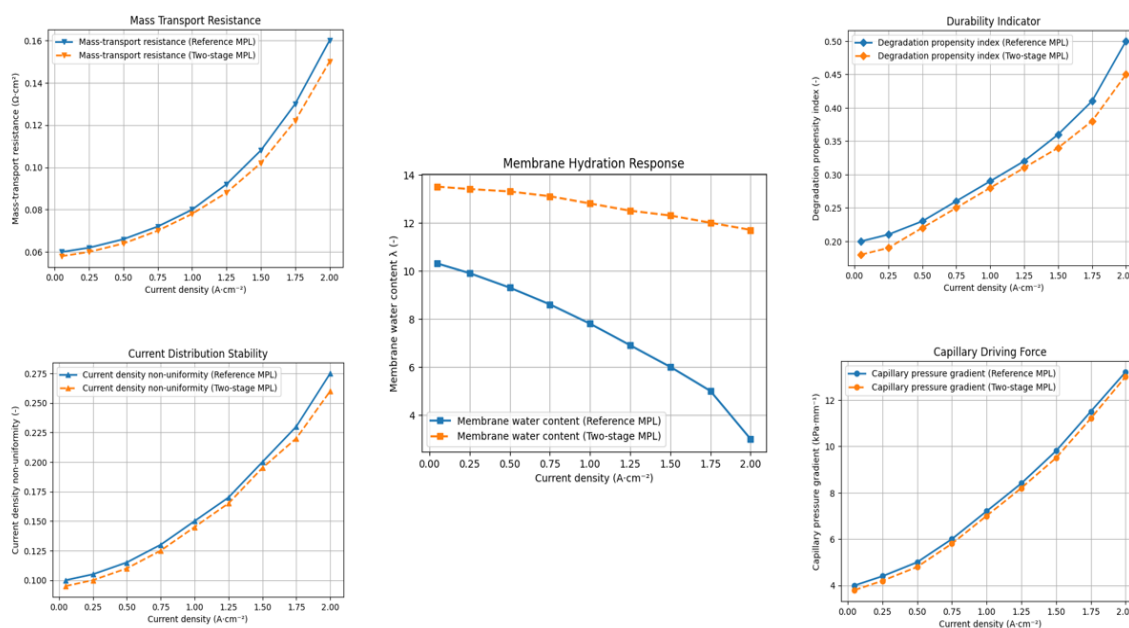 Mass Transport Resistance
Mass-transport resistance (Ω·cm²)
0.16
0.14
0.12
0.10
0.08
0.06
Mass-transport resistance (Reference MPL)
Mass-transport resistance (Two-stage MPL)
0.00 0.25 0.50 0.75 1.00 1.25 1.50 1.75 2.00
Current density (A·cm⁻²)
Durability Indicator
Degradation propensity index (-)
0.50
0.45
0.40
0.35
0.30
0.25
0.20
Degradation propensity index (Reference MPL)
Degradation propensity index (Two-stage MPL)
0.00 0.25 0.50 0.75 1.00 1.25 1.50 1.75 2.0
Current density (A·cm⁻²)
Membrane Hydration Response
Membrane water content λ (-)
14
12
10
8
6
4
Membrane water content (Reference MPL)
Membrane water content (Two-stage MPL)
0.00 0.25 0.50 0.75 1.00 1.25 1.50 1.75 2.00
Current density (A·cm⁻²)
Current Distribution Stability
Current density non-uniformity (-)
0.275
0.250
0.225
0.200
0.175
0.150
0.125
0.100
Current density non-uniformity (Reference MPL)
Current density non-uniformity (Two-stage MPL)
0.00 0.25 0.50 0.75 1.00 1.25 1.50 1.75 2.00
Current density (A·cm⁻²)
Capillary Driving Force
Capillary pressure gradient (kPa·mm⁻¹)
12
10
8
6
4
Capillary pressure gradient (Reference MPL)
Capillary pressure gradient (Two-stage MPL)
0.00 0.25 0.50 0.75 1.00 1.25 1.50 1.75 2.00
Current density (A·cm⁻²)